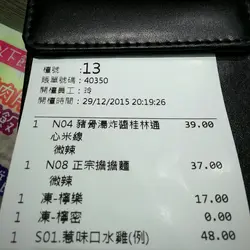 檯號 :13
賬單號碼 : 40350
開檯員工 : 玲
開檯時間 : 29/12/2015 20:19:26
1 N04 豬骨湯炸醬桂林通心米線 39.00
微辣
1 N08 正宗擔擔麵 37.00
微辣
1 凍-檸樂 17.00
1 凍-檸密 0.00
1 S01.惹味口水雞(例) 48.00